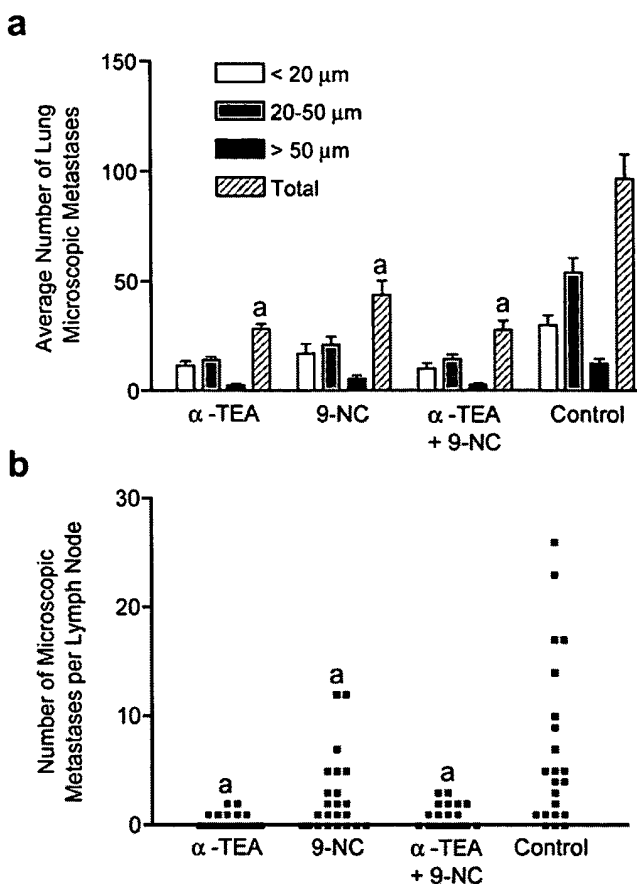 a
Average Number of Lung
Microscopic Metastases
150
100
50
0
< 20 µm
20-50 µm
> 50 µm
Total
a
a
a
α -TEA
9-NC
α -TEA
+ 9-NC
Control
b
Number of Microscopic
Metastases per Lymph Node
30
20
10
0
a
a
a
α -TEA
9-NC
α -TEA
+ 9-NC
Control